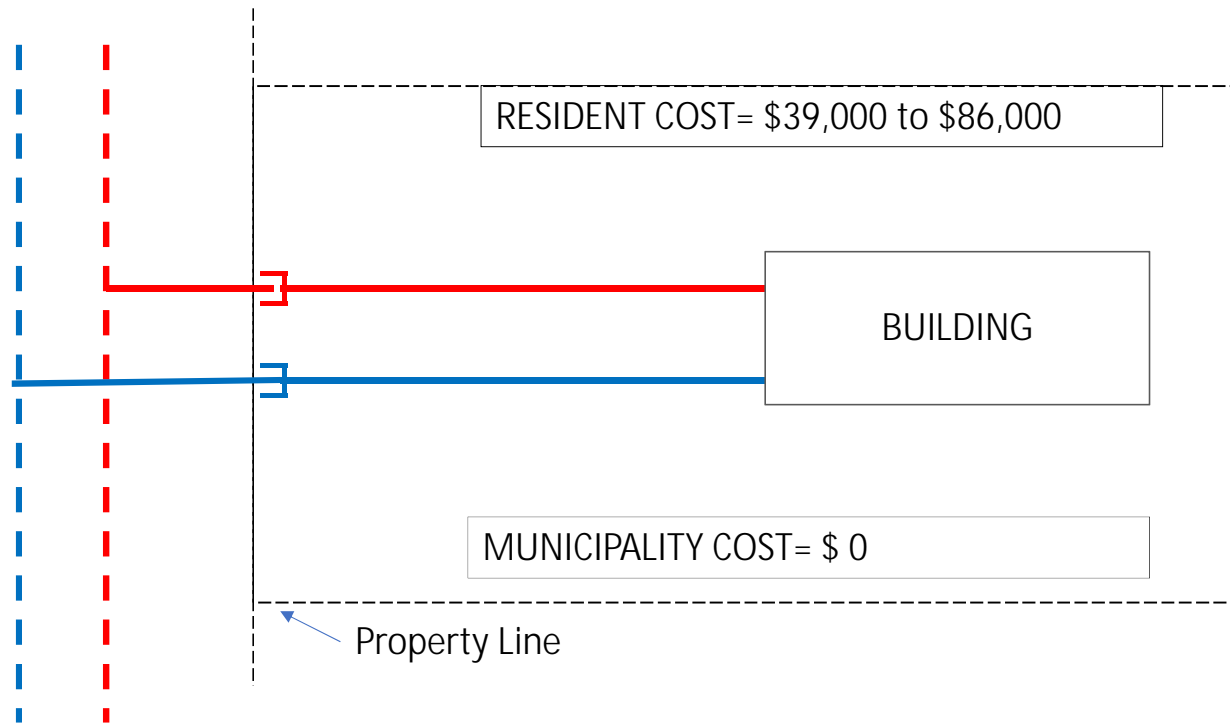 RESIDENT COST= $39,000 to $86,000
BUILDING
MUNICIPALITY COST= $ 0
Property Line